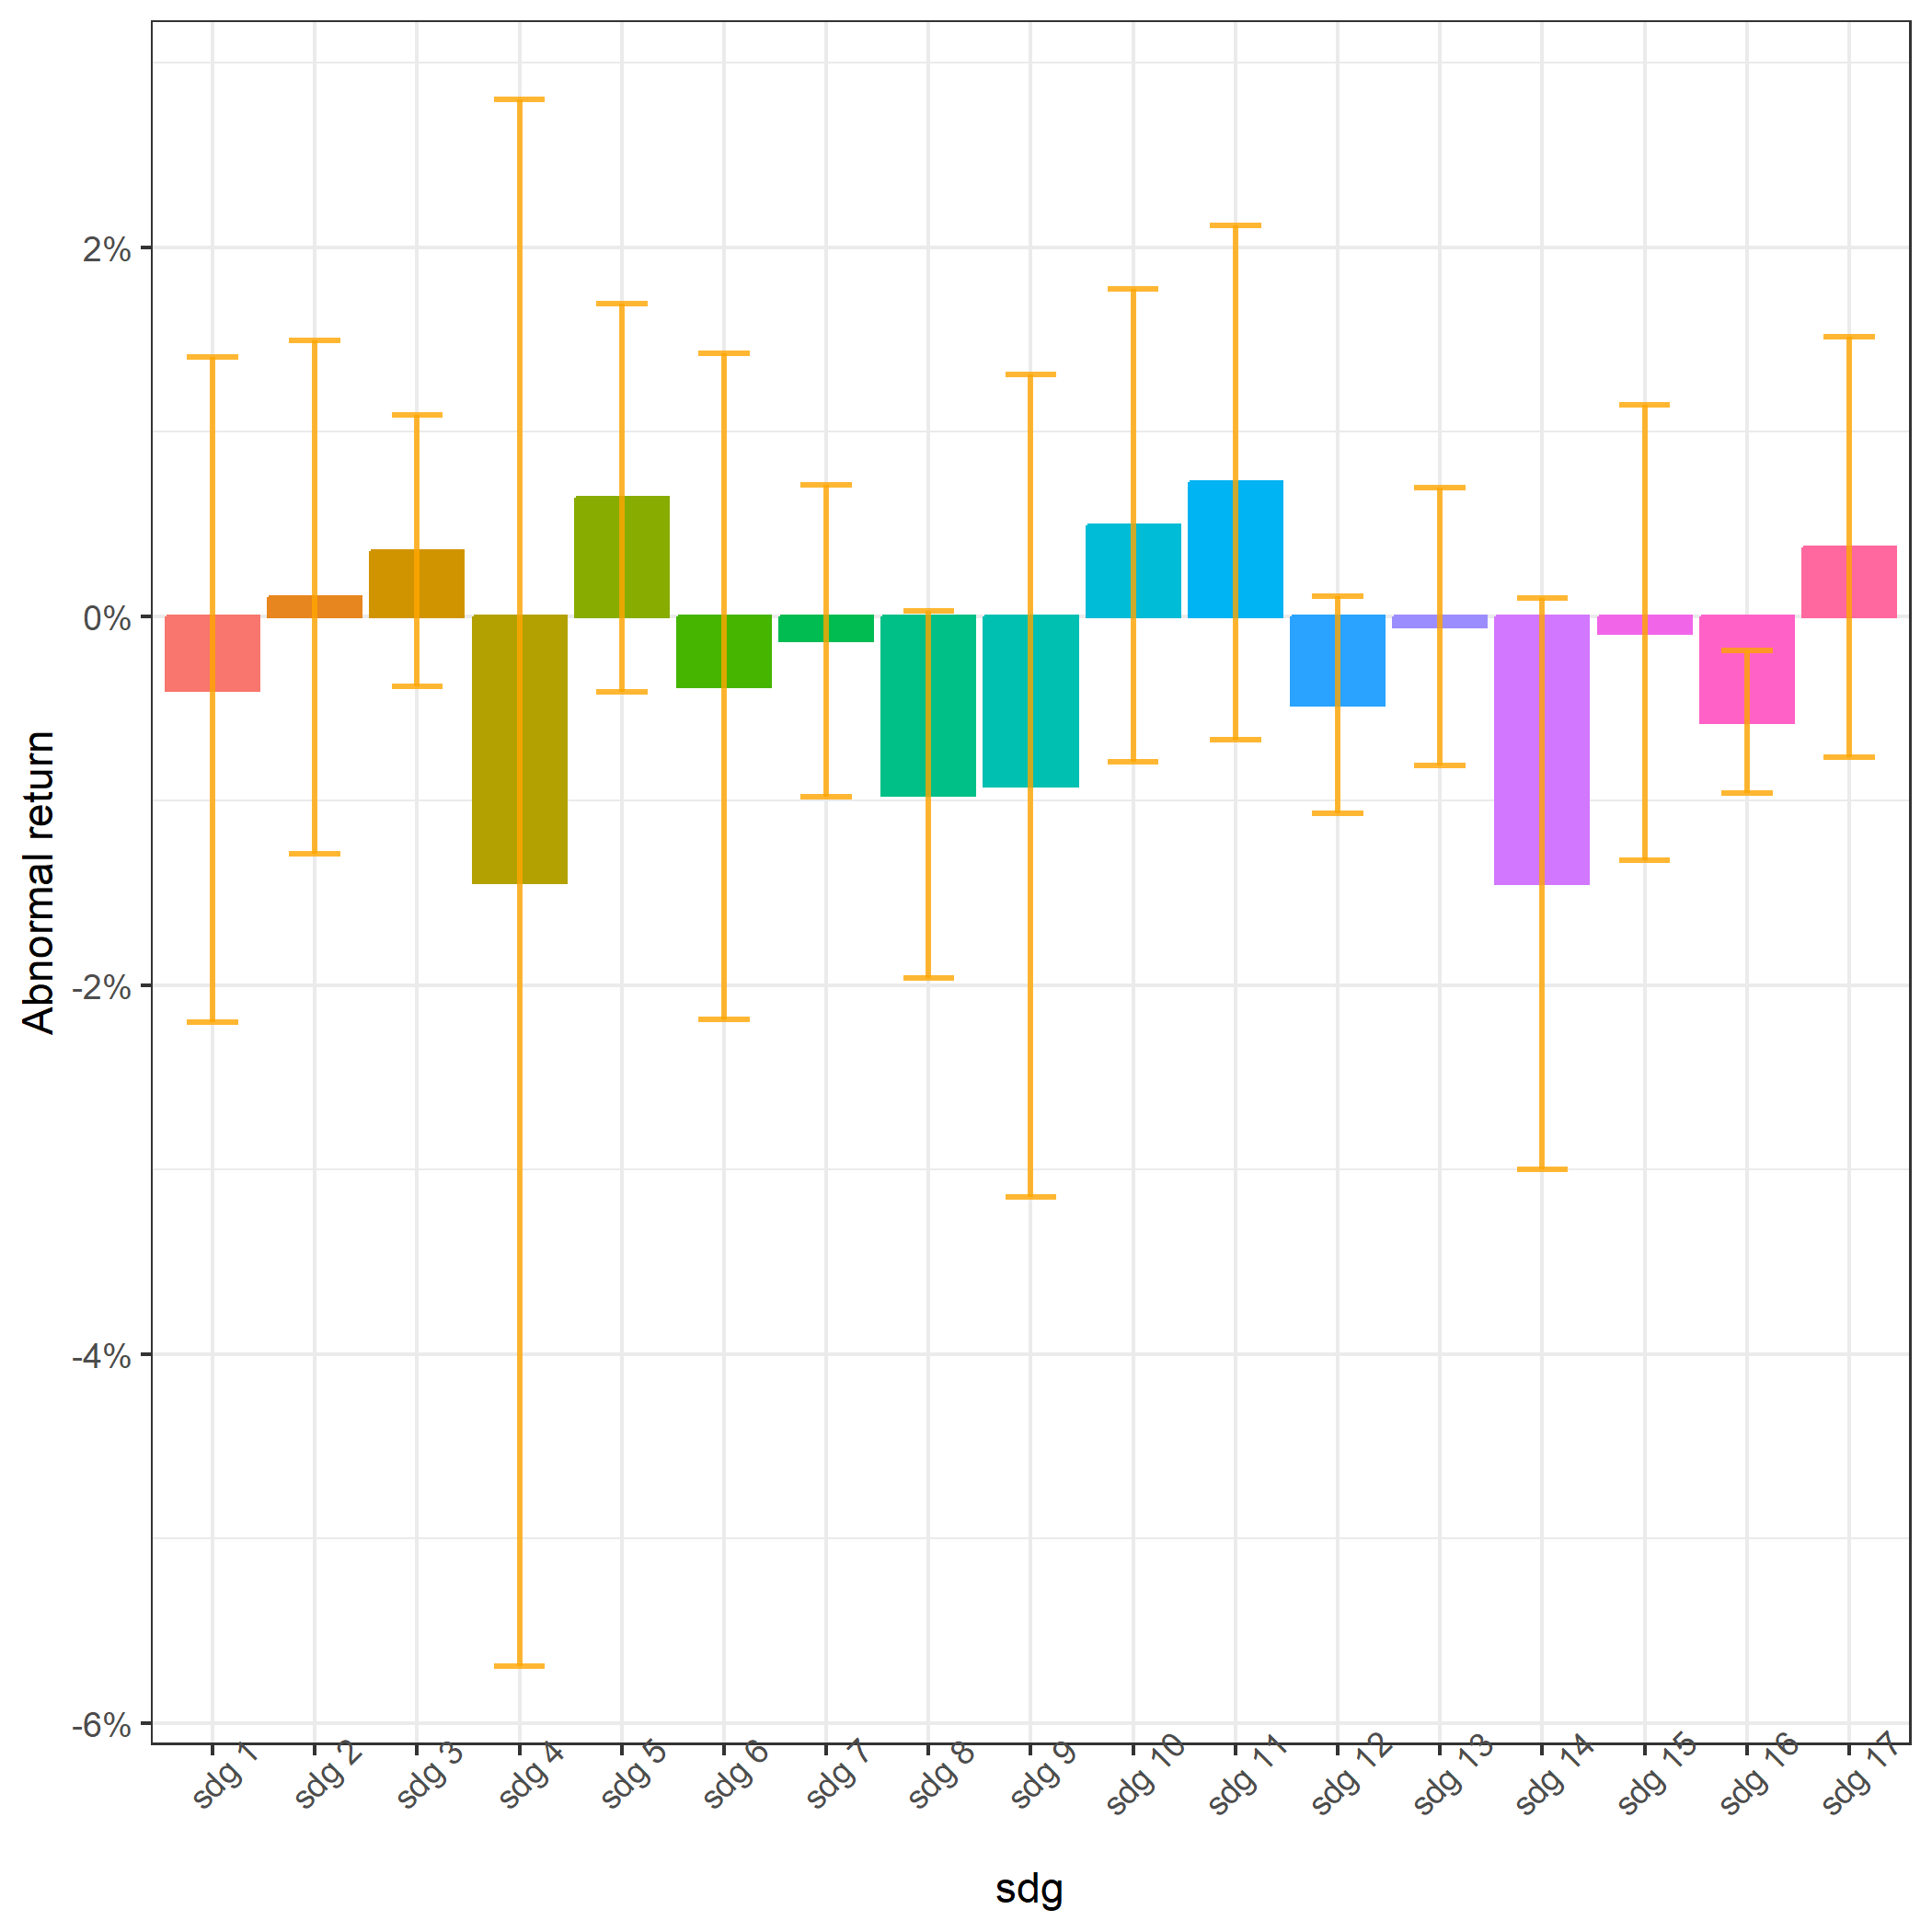 Abnormal return
2%
0%
-2%
-4%
-6%
sdg 1
sdg 2
sdg 3
sdg 4
sdg 5
sdg 6
sdg 7
sdg 8
sdg 9
sdg 10
sdg 11
sdg 12
sdg 13
sdg 14
sdg 15
sdg 16
sdg 17
sdg